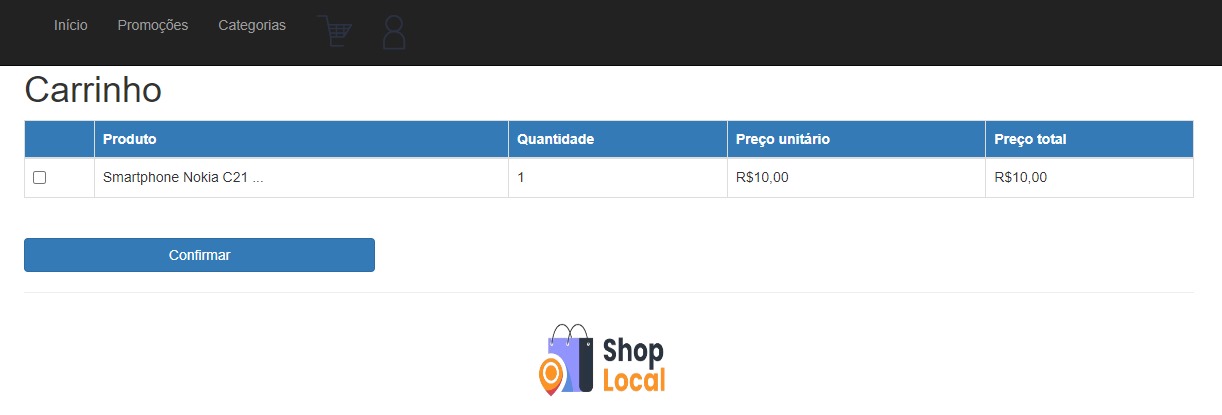 Início Promoções Categorias
Carrinho
Produto Quantidade Preço unitário Preço total
Smartphone Nokia C21 ... 1 R$10,00 R$10,00
Confirmar
Shop
Local